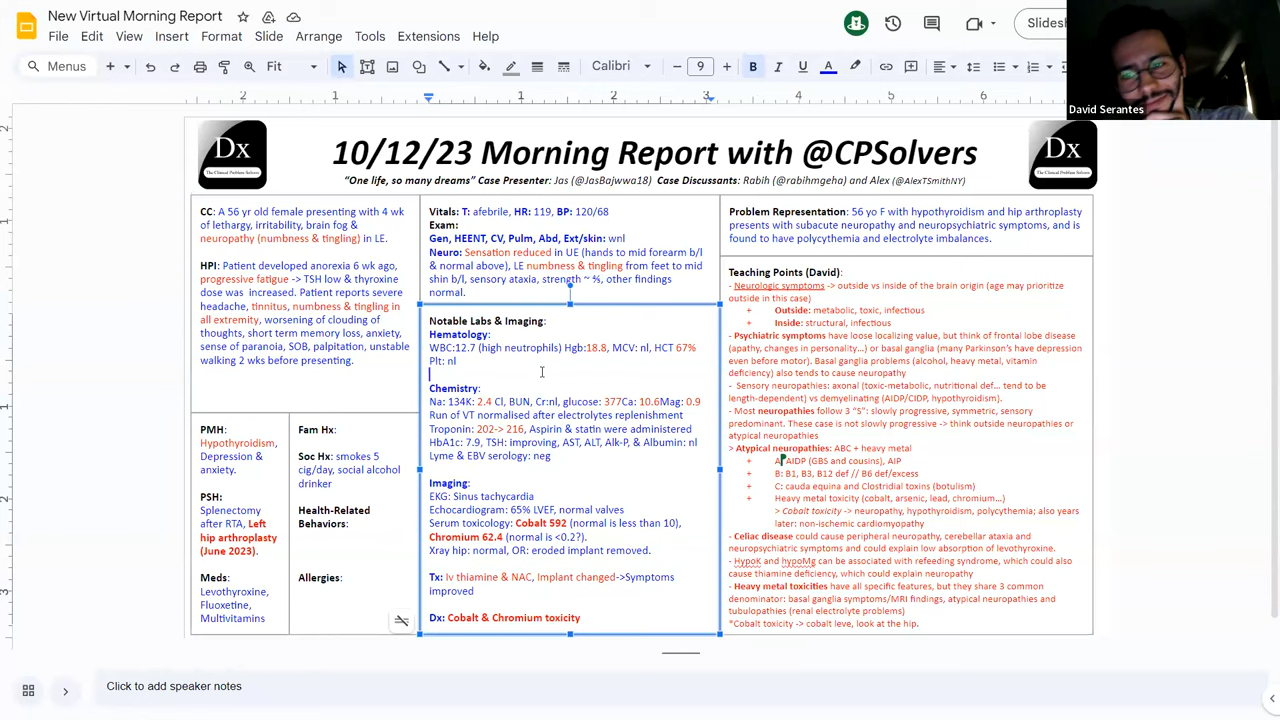 New Virtual Morning Report
File Edit View Insert Format Slide Arrange Tools Extensions Help
Slidesh
Menus
Fit
Calibri
9
B I U A
David Serantes
2 1 1 2 3 4 5 6
2
1
1
2
3
Dx
The Clinical Problem Solvers
10/12/23 Morning Report with @CPSolvers
"One life, so many dreams" Case Presenter: Jas (@JasBajwwa18) Case Discussants: Rabih (@rabihmgeha) and Alex (@AlexTSmithNY)
Dx
The Clinical Problem Solvers
CC: A 56 yr old female presenting with 4 wk
of lethargy, irritability, brain fog &
neuropathy (numbness & tingling) in LE.
HPI: Patient developed anorexia 6 wk ago,
progressive fatigue -> TSH low & thyroxine
dose was increased. Patient reports severe
headache, tinnitus, numbness & tingling in
all extremity, worsening of clouding of
thoughts, short term memory loss, anxiety,
sense of paranoia, SOB, palpitation, unstable
walking 2 wks before presenting.
PMH:
Hypothyroidism,
Depression &
anxiety.
PSH:
Splenectomy
after RTA, Left
hip arthroplasty
(June 2023).
Meds:
Levothyroxine,
Fluoxetine,
Multivitamins
Fam Hx:
Soc Hx: smokes 5
cig/day, social alcohol
drinker
Health-Related
Behaviors:
Allergies:
Vitals: T: afebrile, HR: 119, BP: 120/68
Exam:
Gen, HEENT, CV, Pulm, Abd, Ext/skin: wnl
Neuro: Sensation reduced in UE (hands to mid forearm b/l
& normal above), LE numbness & tingling from feet to mid
shin b/l, sensory ataxia, strength ~ ⅘, other findings
normal.
Notable Labs & Imaging:
Hematology:
WBC:12.7 (high neutrophils) Hgb:18.8, MCV: nl, HCT 67%
Plt: nl
Chemistry:
Na: 134K: 2.4 Cl, BUN, Cr:nl, glucose: 377Ca: 10.6Mag: 0.9
Run of VT normalised after electrolytes replenishment
Troponin: 202-> 216, Aspirin & statin were administered
HbA1c: 7.9, TSH: improving, AST, ALT, Alk-P, & Albumin: nl
Lyme & EBV serology: neg
Imaging:
EKG: Sinus tachycardia
Echocardiogram: 65% LVEF, normal valves
Serum toxicology: Cobalt 592 (normal is less than 10),
Chromium 62.4 (normal is <0.2?).
Xray hip: normal, OR: eroded implant removed.
Tx: Iv thiamine & NAC, Implant changed->Symptoms
improved
Dx: Cobalt & Chromium toxicity
Problem Representation: 56 yo F with hypothyroidism and hip arthroplasty
presents with subacute neuropathy and neuropsychiatric symptoms, and is
found to have polycythemia and electrolyte imbalances.
Teaching Points (David):
- Neurologic symptoms -> outside vs inside of the brain origin (age may prioritize
outside in this case)
+ Outside: metabolic, toxic, infectious
+ Inside: structural, infectious
- Psychiatric symptoms have loose localizing value, but think of frontal lobe disease
(apathy, changes in personality...) or basal ganglia (many Parkinson's have depression
even before motor). Basal ganglia problems (alcohol, heavy metal, vitamin
deficiency) also tends to cause neuropathy
- Sensory neuropathies: axonal (toxic-metabolic, nutritional def... tend to be
length-dependent) vs demyelinating (AIDP/CIDP, hypothyroidism).
- Most neuropathies follow 3 "S": slowly progressive, symmetric, sensory
predominant. These case is not slowly progressive -> think outside neuropathies or
atypical neuropathies
> Atypical neuropathies: ABC + heavy metal
+ A: AIDP (GBS and cousins), AIP
+ B: B1, B3, B12 def // B6 def/excess
+ C: cauda equina and Clostridial toxins (botulism)
+ Heavy metal toxicity (cobalt, arsenic, lead, chromium...)
> Cobalt toxicity -> neuropathy, hypothyroidism, polycythemia; also years
later: non-ischemic cardiomyopathy
- Celiac disease could cause peripheral neuropathy, cerebellar ataxia and
neuropsychiatric symptoms and could explain low absorption of levothyroxine.
- HypoK and hypoMg can be associated with refeeding syndrome, which could also
cause thiamine deficiency, which could explain neuropathy
- Heavy metal toxicities have all specific features, but they share 3 common
denominator: basal ganglia symptoms/MRI findings, atypical neuropathies and
tubulopathies (renal electrolyte problems)
*Cobalt toxicity -> cobalt leve, look at the hip.
Click to add speaker notes